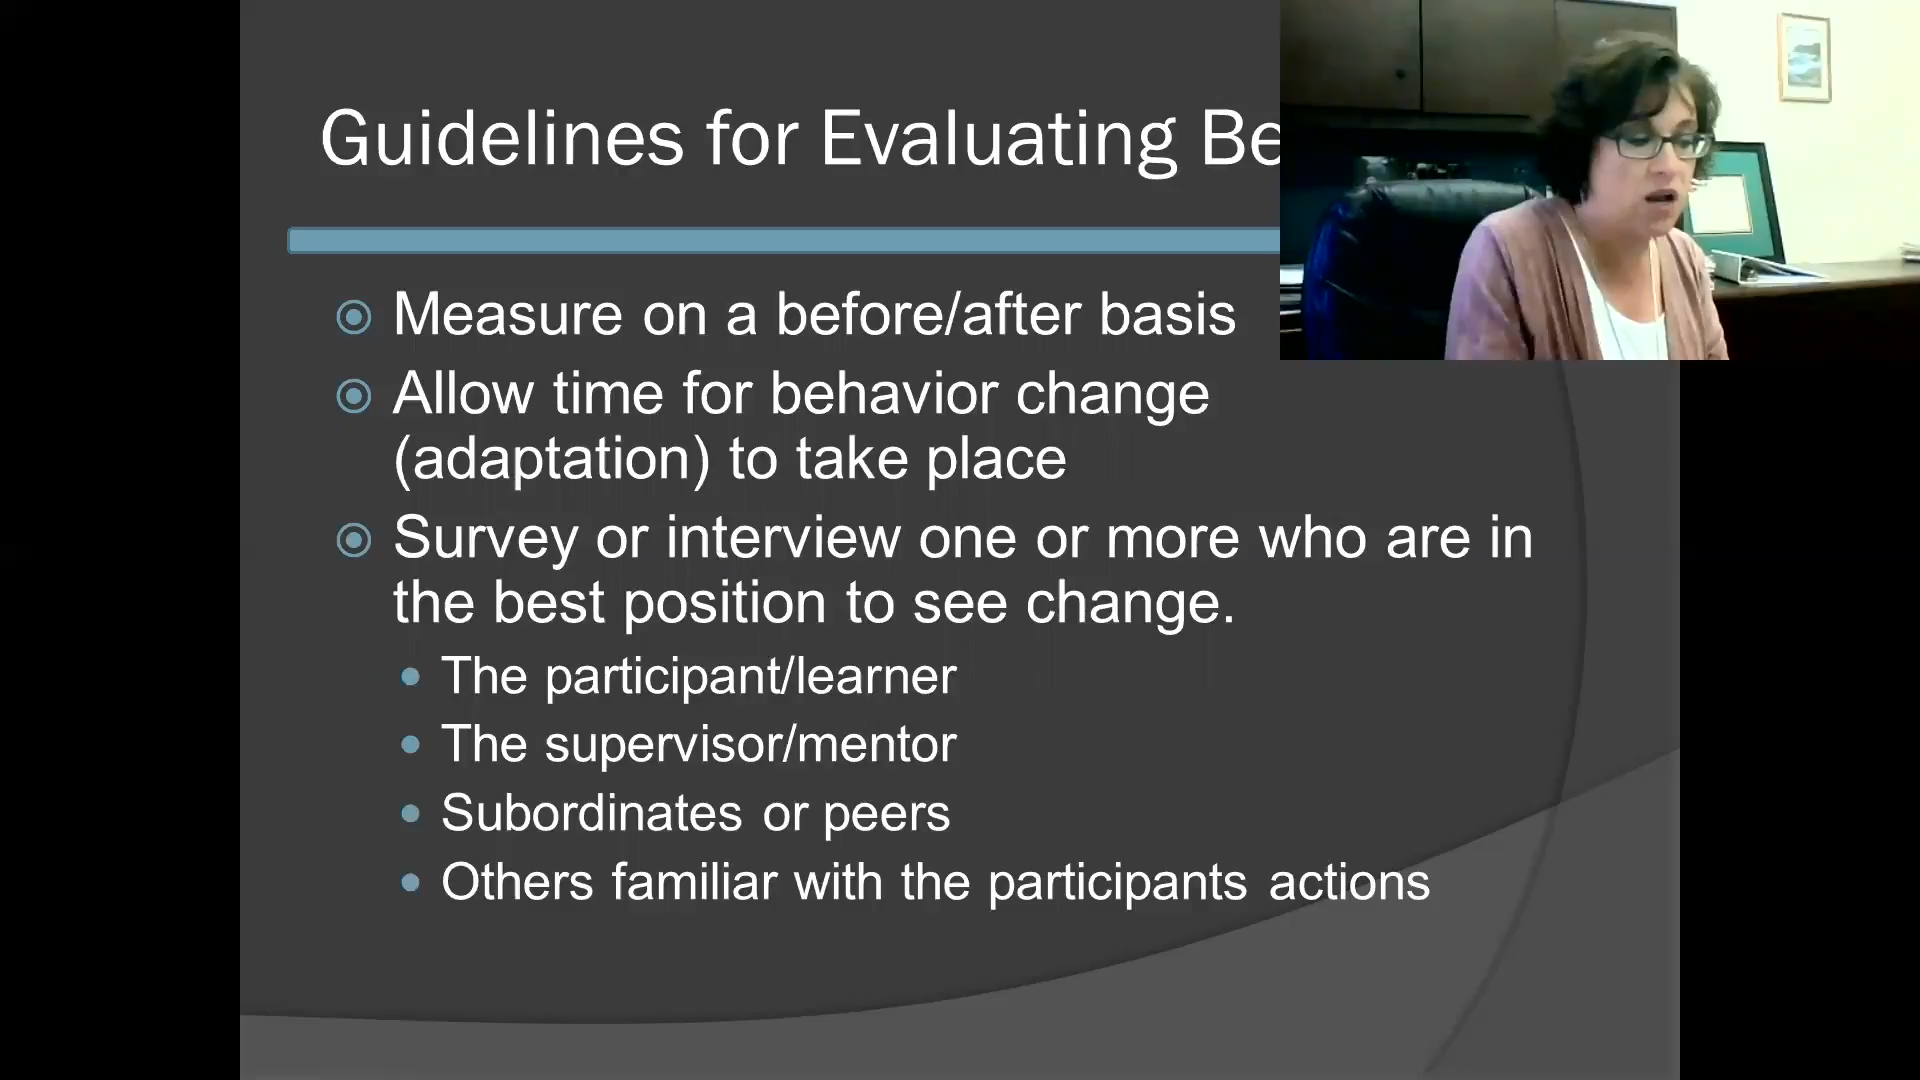 Guidelines for Evaluating Be
Measure on a before/after basis
Allow time for behavior change
(adaptation) to take place
Survey or interview one or more who are in
the best position to see change.
The participant/learner
The supervisor/mentor
Subordinates or peers
Others familiar with the participants actions